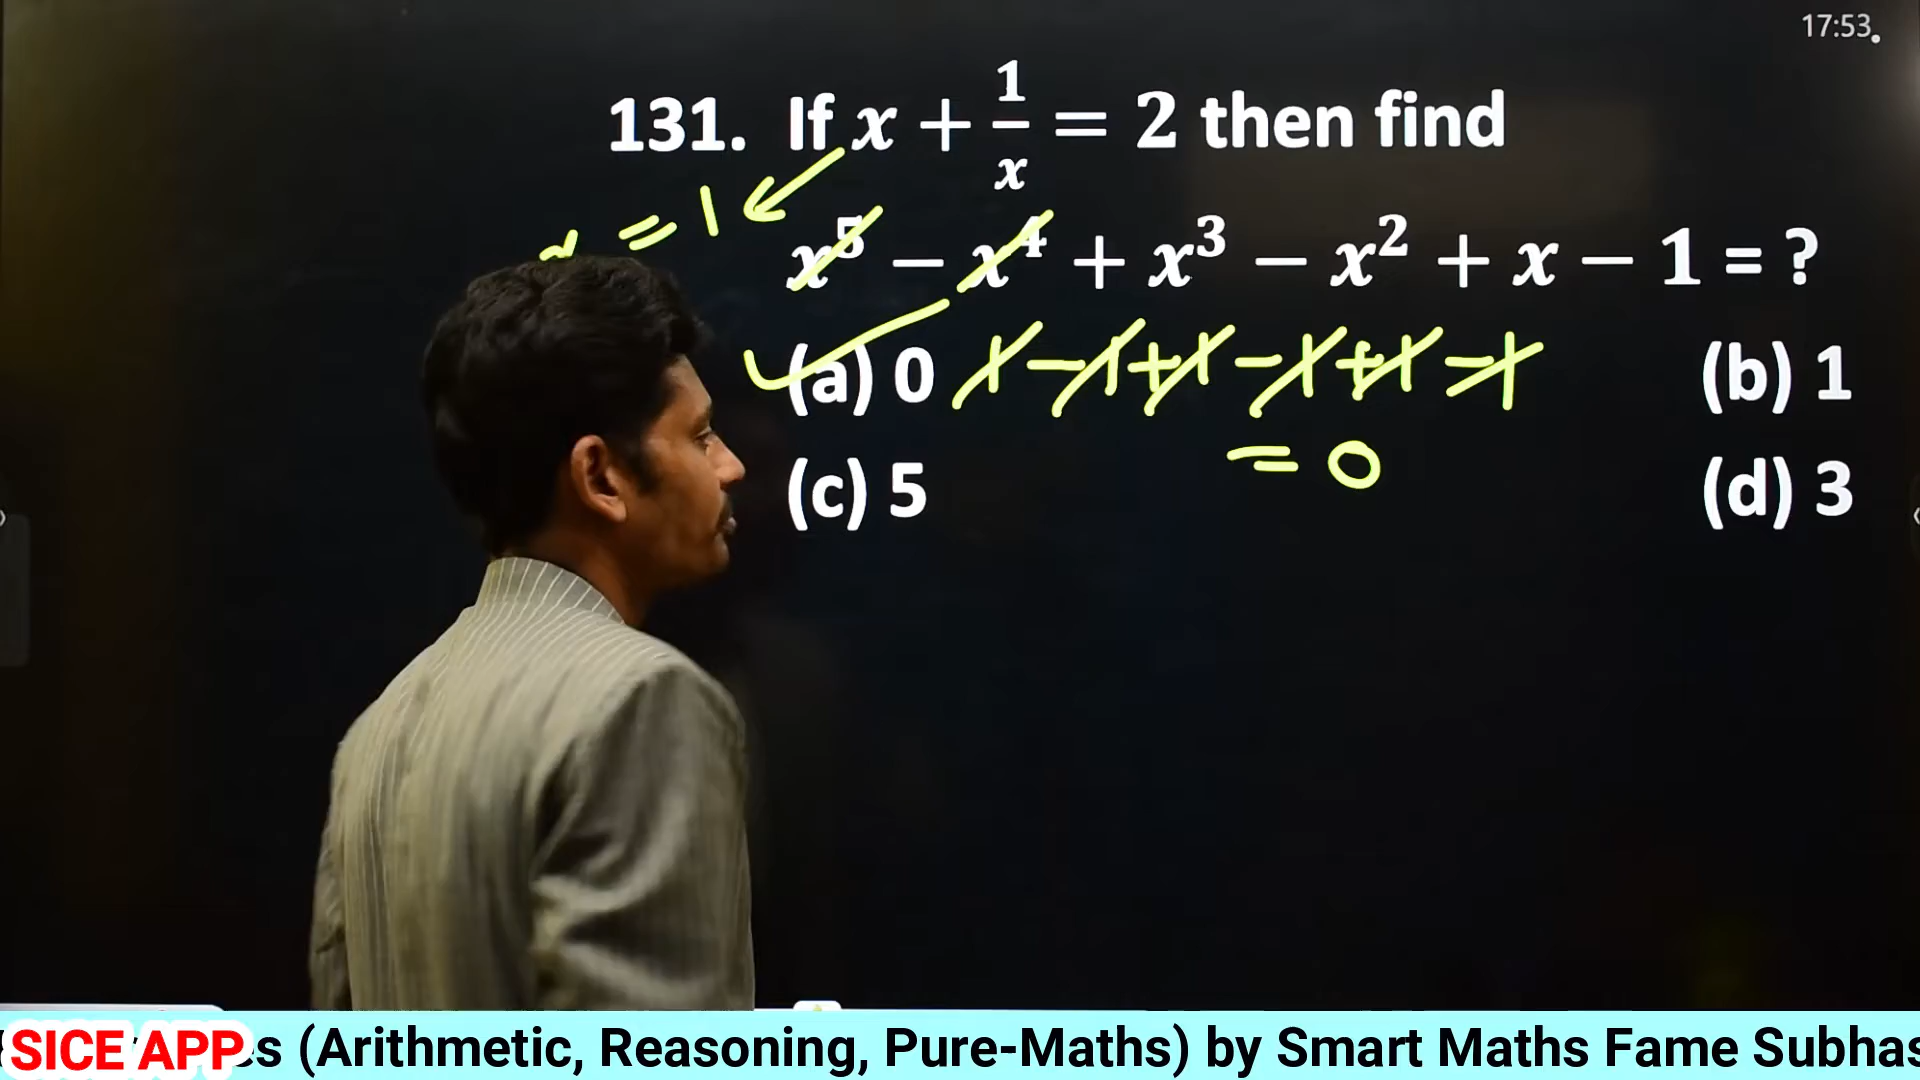 17:53
131. If x + 1/x = 2 then find
= 1
x⁵ − x⁴ + x³ − x² + x − 1 = ?
(a) 0 1 − 1 + 1 − 1 + 1 − 1 (b) 1
= 0
(c) 5 (d) 3
SICE APP s (Arithmetic, Reasoning, Pure-Maths) by Smart Maths Fame Subhas